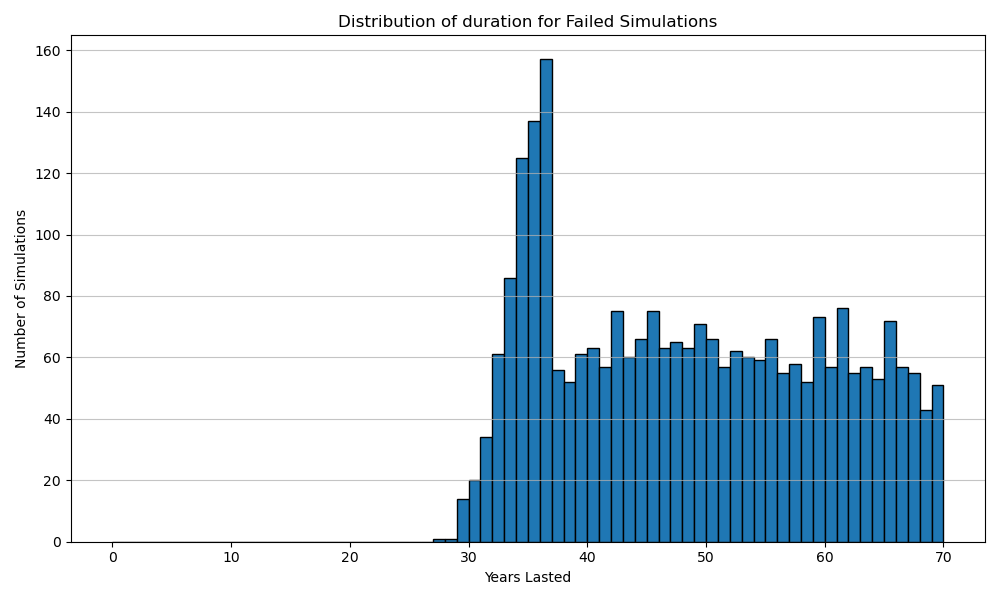 Distribution of duration for Failed Simulations
160
140
120
100
80
60
40
20
0
Number of Simulations
0 10 20 30 40 50 60 70
Years Lasted